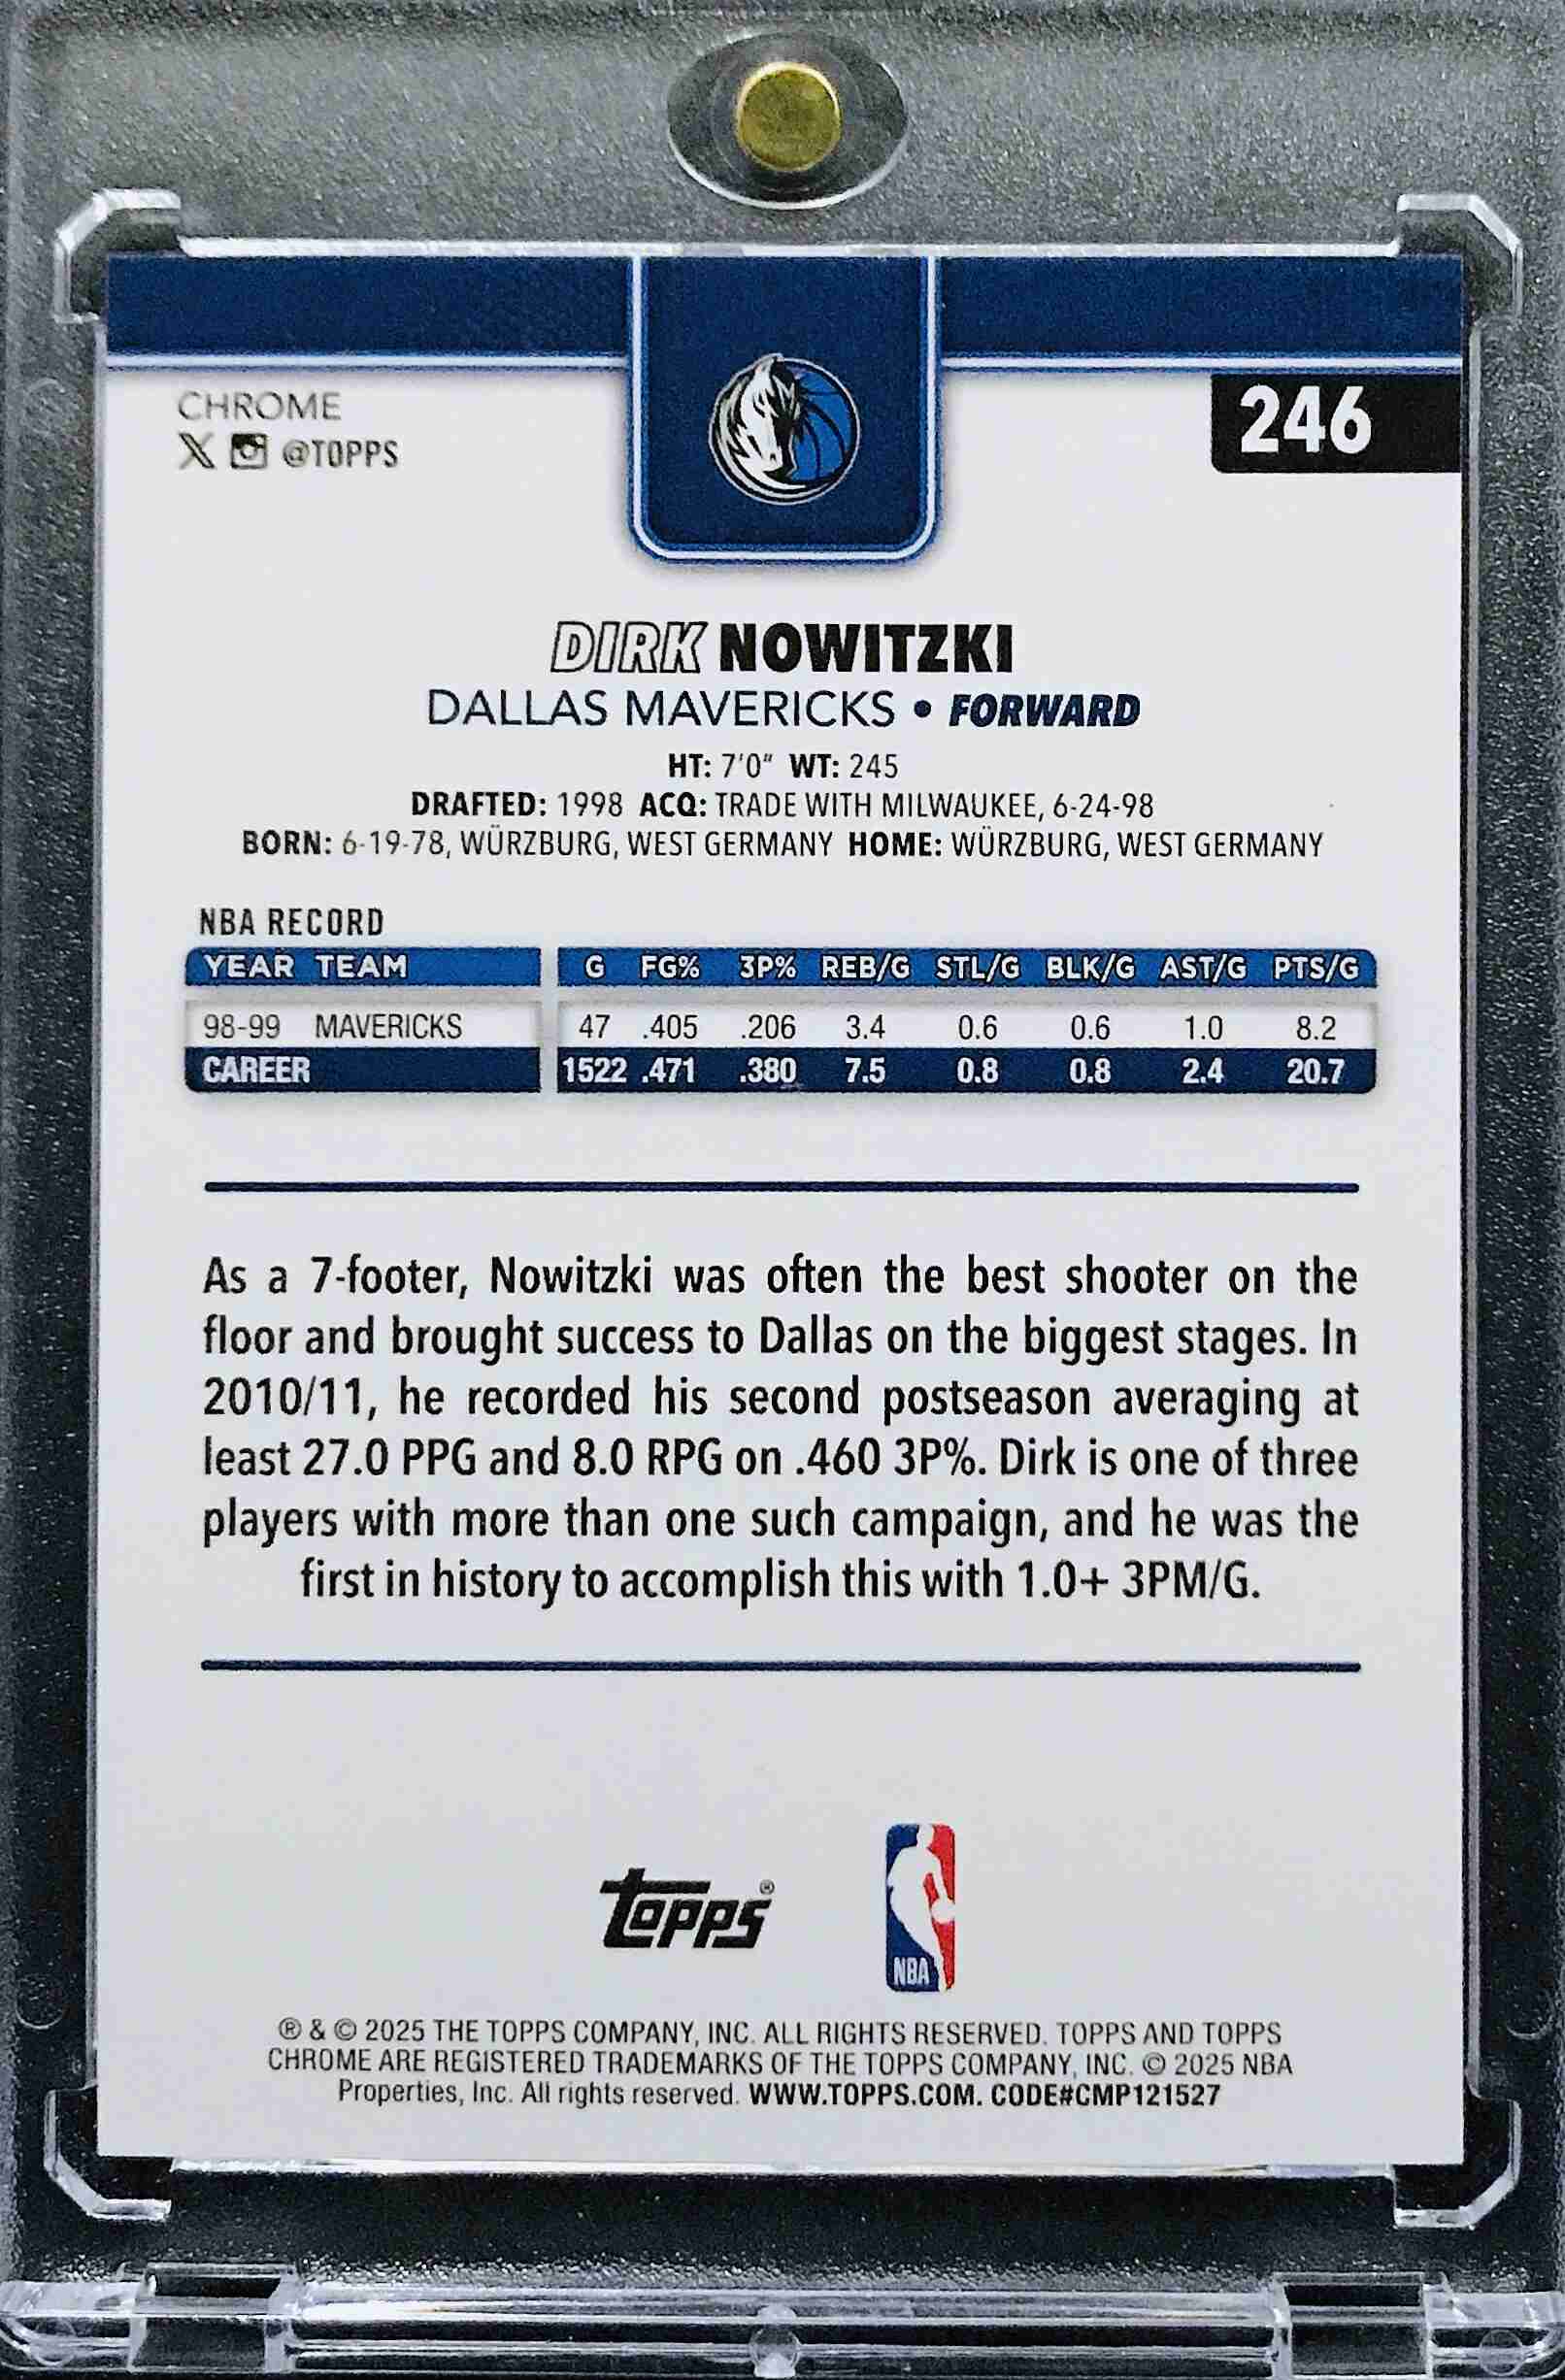 CHROME
246
X @TOPPS
DIRK NOWITZKI
DALLAS MAVERICKS • FORWARD
HT: 7'0" WT: 245
DRAFTED: 1998 ACQ: TRADE WITH MILWAUKEE, 6-24-98
BORN: 6-19-78, WÜRZBURG, WEST GERMANY HOME: WÜRZBURG, WEST GERMANY
NBA RECORD
YEAR TEAM G FG% 3P% REB/G STL/G BLK/G AST/G PTS/G
98-99 MAVERICKS 47 .405 .206 3.4 0.6 0.6 1.0 8.2
CAREER 1522 .471 .380 7.5 0.8 0.8 2.4 20.7
As a 7-footer, Nowitzki was often the best shooter on the
floor and brought success to Dallas on the biggest stages. In
2010/11, he recorded his second postseason averaging at
least 27.0 PPG and 8.0 RPG on .460 3P%. Dirk is one of three
players with more than one such campaign, and he was the
first in history to accomplish this with 1.0+ 3PM/G.
topps®
NBA
® & © 2025 THE TOPPS COMPANY, INC. ALL RIGHTS RESERVED. TOPPS AND TOPPS
CHROME ARE REGISTERED TRADEMARKS OF THE TOPPS COMPANY, INC. © 2025 NBA
Properties, Inc. All rights reserved. WWW.TOPPS.COM. CODE#CMP121527